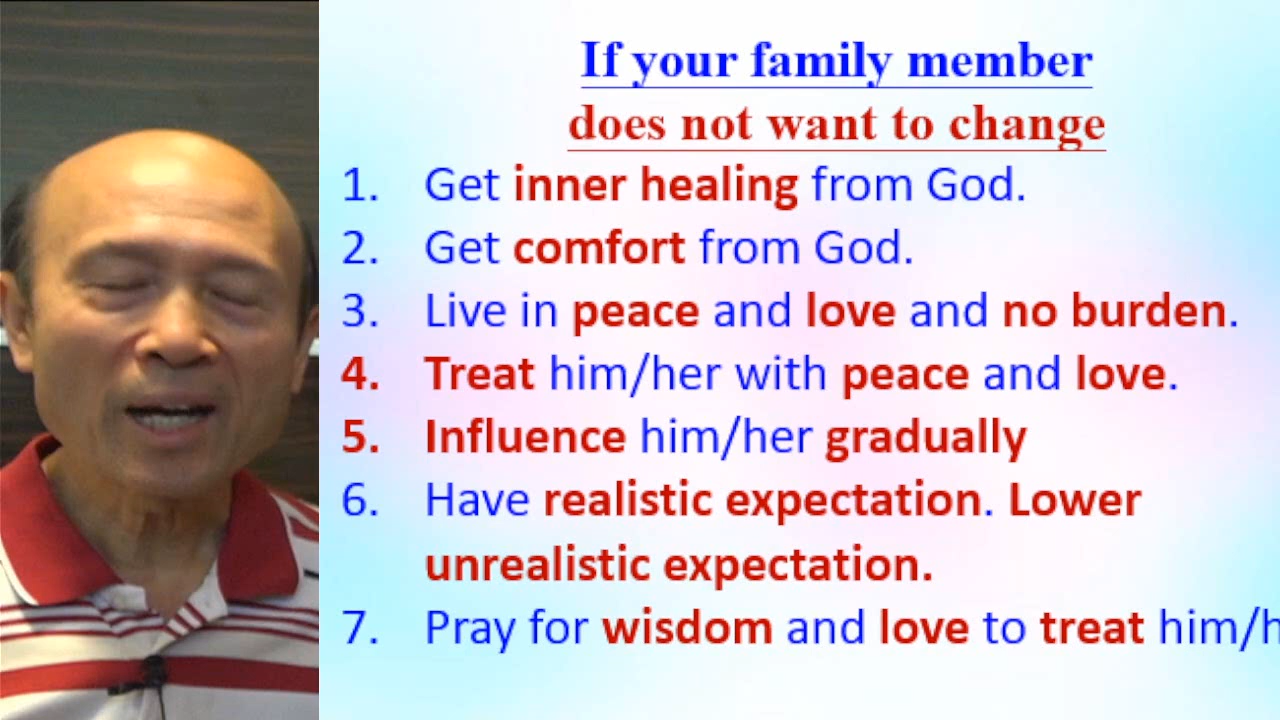 If your family member
does not want to change
1. Get inner healing from God.
2. Get comfort from God.
3. Live in peace and love and no burden.
4. Treat him/her with peace and love.
5. Influence him/her gradually
6. Have realistic expectation. Lower
unrealistic expectation.
7. Pray for wisdom and love to treat him/h